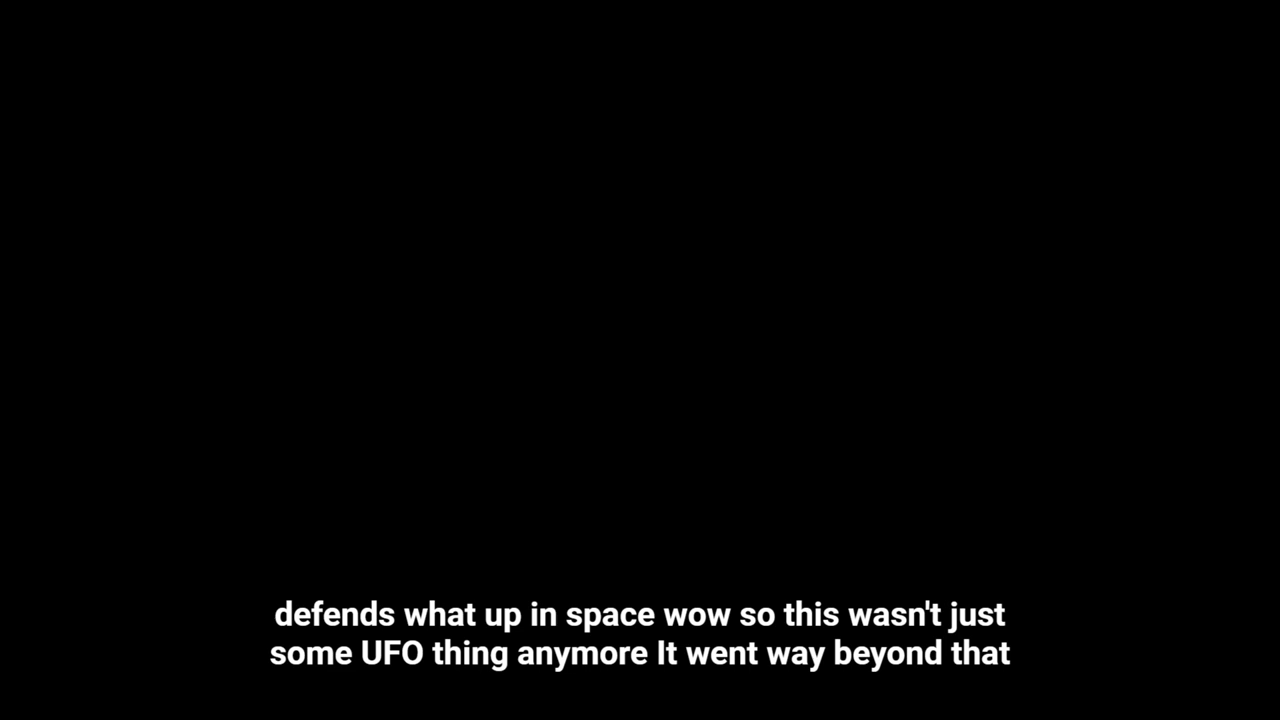 defends what up in space wow so this wasn't just
some UFO thing anymore It went way beyond that